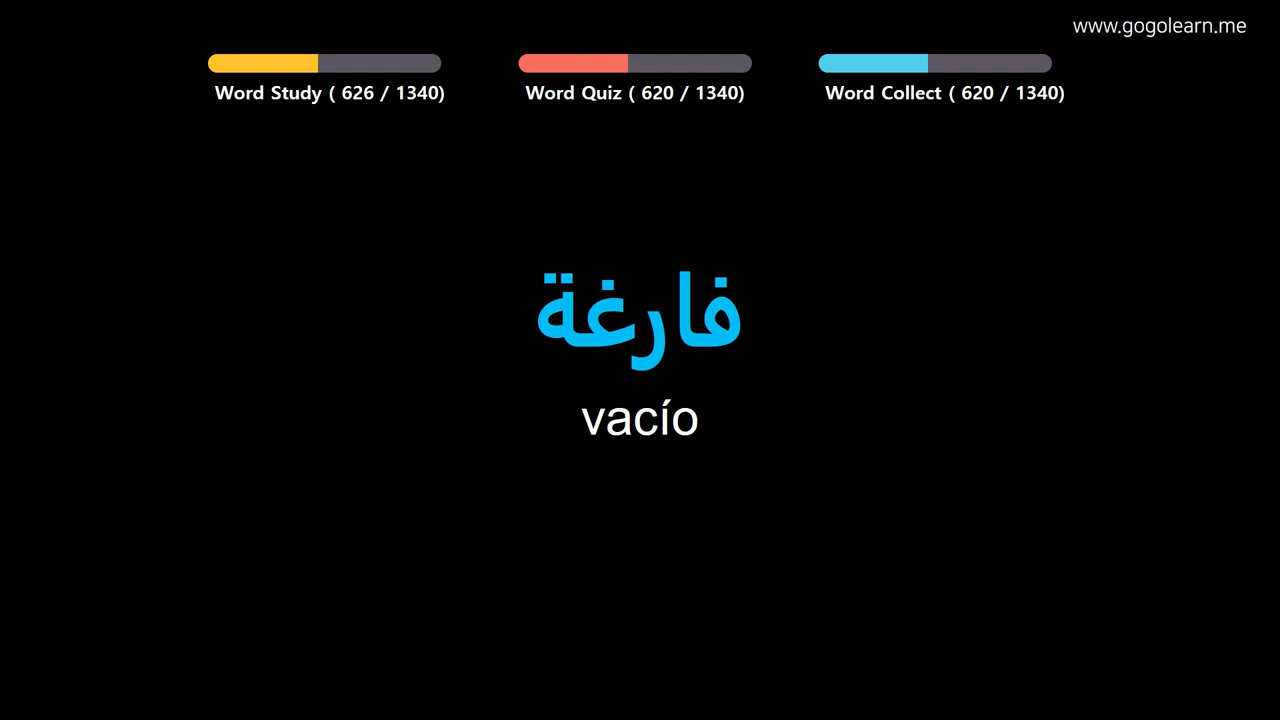 www.gogolearn.me
Word Study ( 626 / 1340)
Word Quiz ( 620 / 1340)
Word Collect ( 620 / 1340)
فارغة
vacío